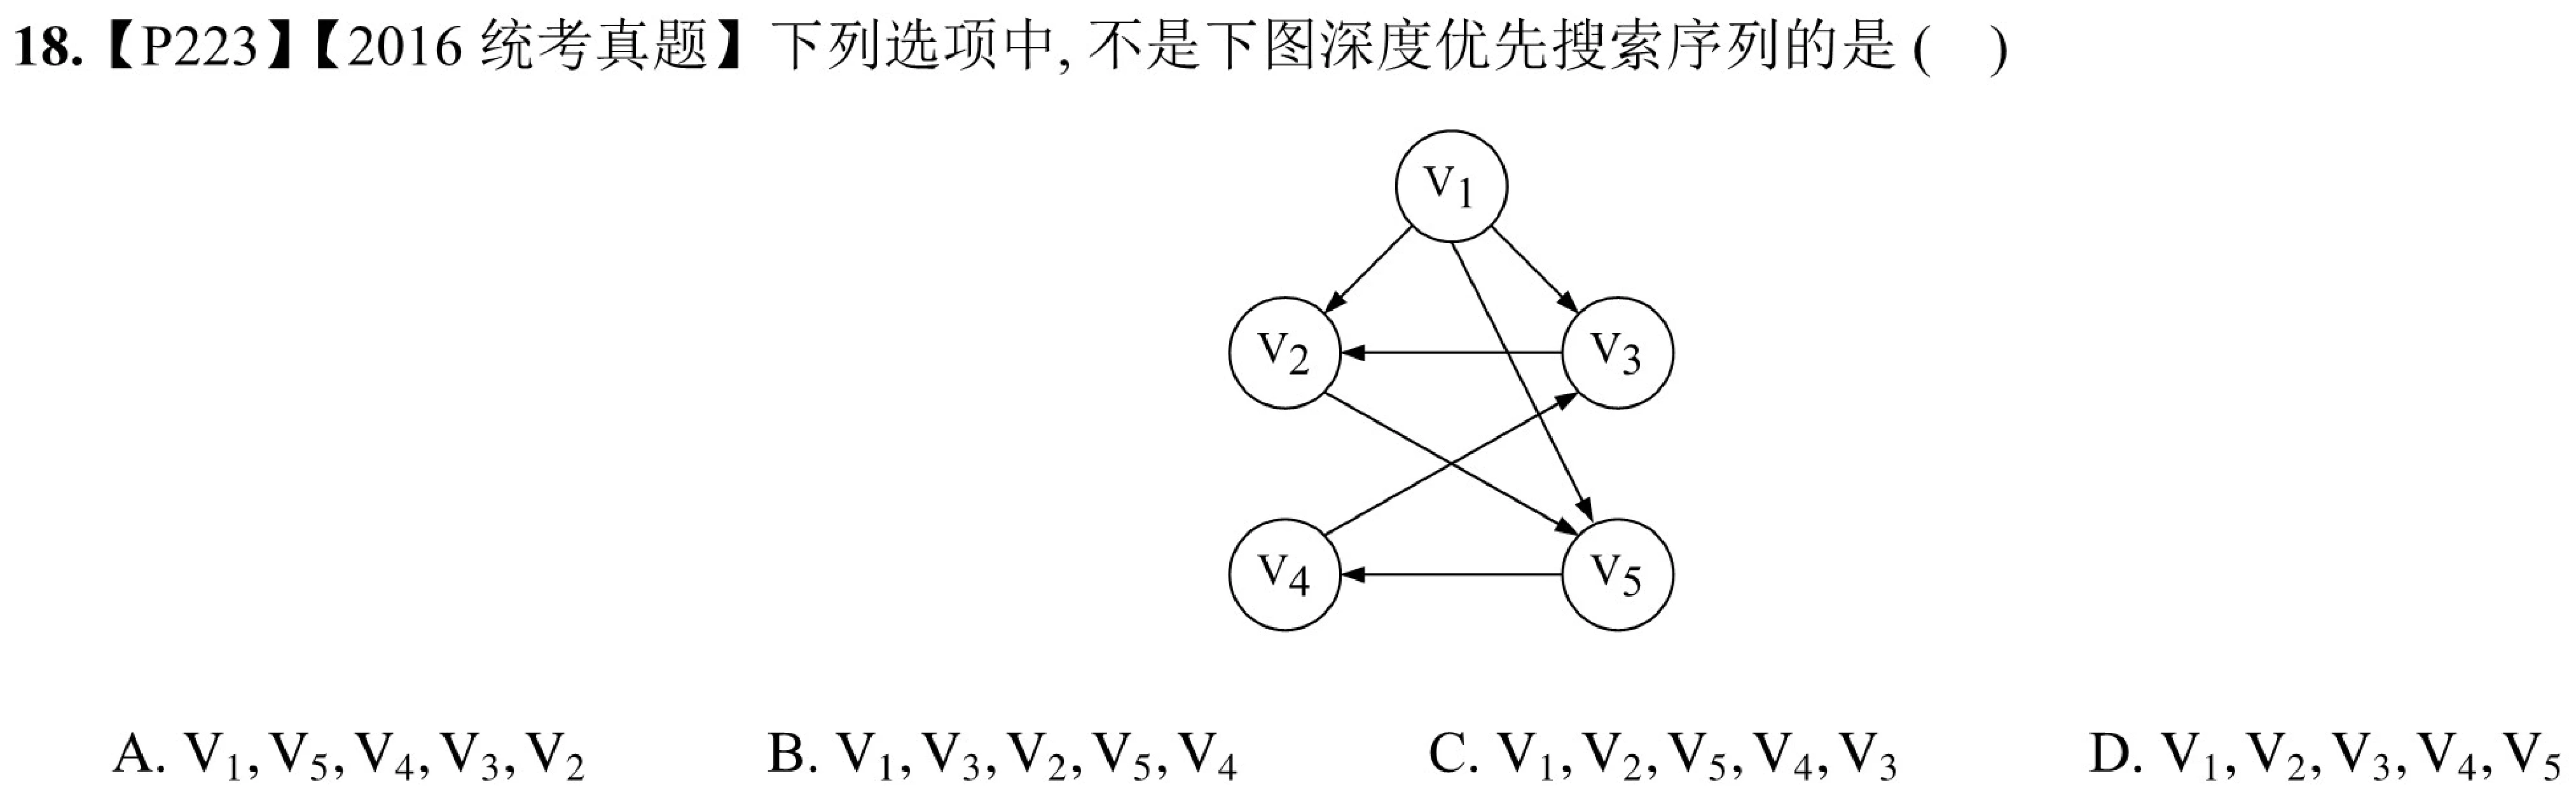 18.【P223】【2016 统考真题】下列选项中, 不是下图深度优先搜索序列的是 (   )
V1
V2
V3
V4
V5
A. V1,V5,V4,V3,V2 B. V1,V3,V2,V5,V4 C. V1,V2,V5,V4,V3 D. V1,V2,V3,V4,V5